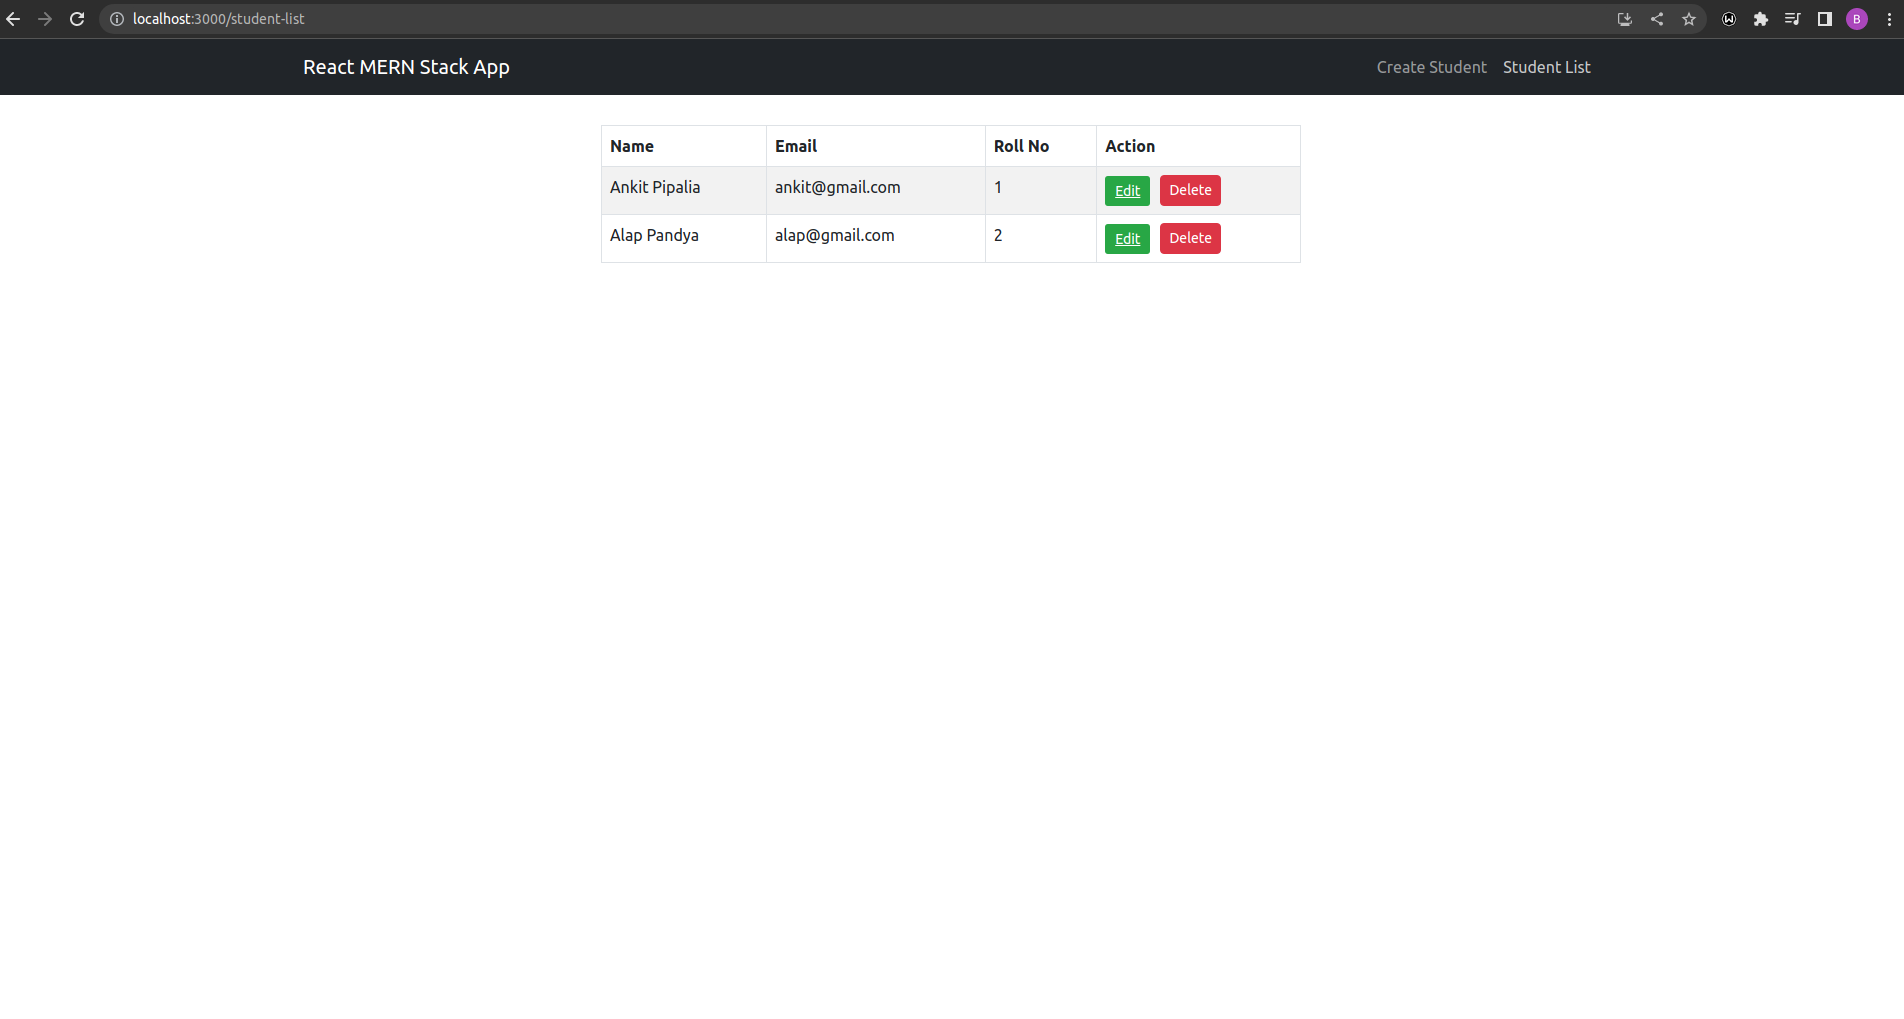 localhost:3000/student-list
B
React MERN Stack App Create Student Student List
Name Email Roll No Action
Ankit Pipalia ankit@gmail.com 1 Edit Delete
Alap Pandya alap@gmail.com 2 Edit Delete